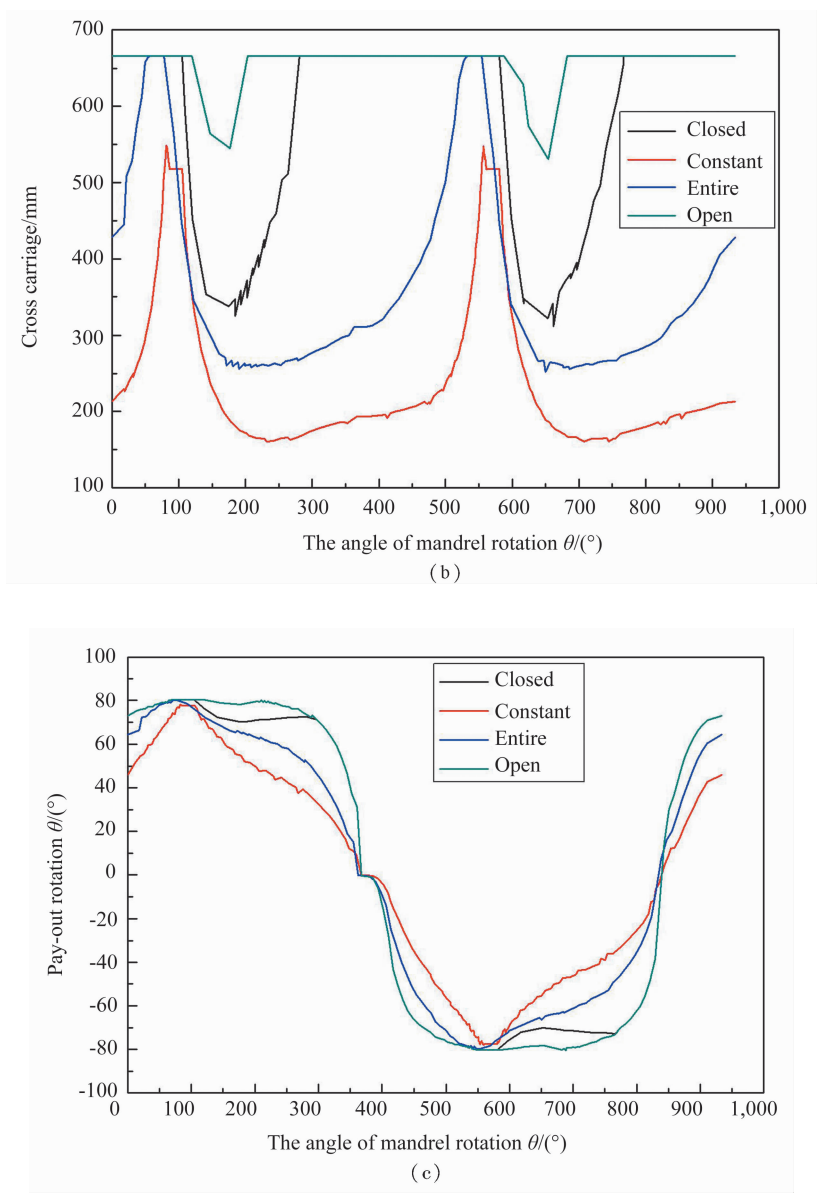 700
600
500
400
300
200
100
Cross carriage/mm
Closed
Constant
Entire
Open
0 100 200 300 400 500 600 700 800 900 1,000
The angle of mandrel rotation θ/(°)
(b)
100
80
60
40
20
0
-20
-40
-60
-80
-100
Pay-out rotation θ/(°)
Closed
Constant
Entire
Open
0 100 200 300 400 500 600 700 800 900 1,000
The angle of mandrel rotation θ/(°)
(c)